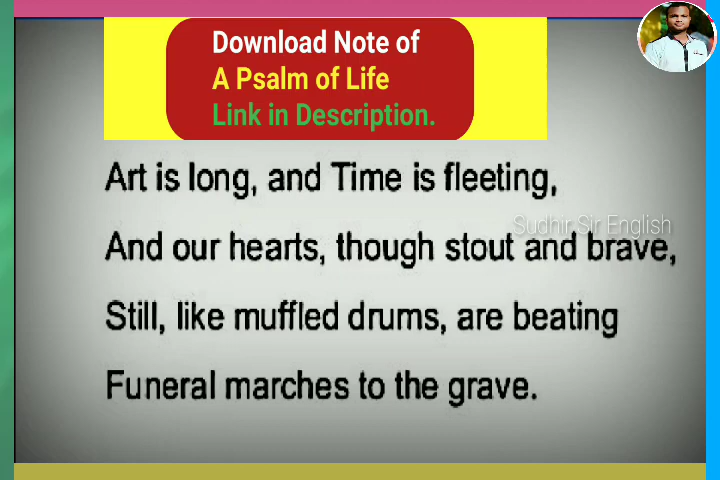 Download Note of
A Psalm of Life
Link in Description.
Art is long, and Time is fleeting,
Sudhir Sir English
And our hearts, though stout and brave,
Still, like muffled drums, are beating
Funeral marches to the grave.